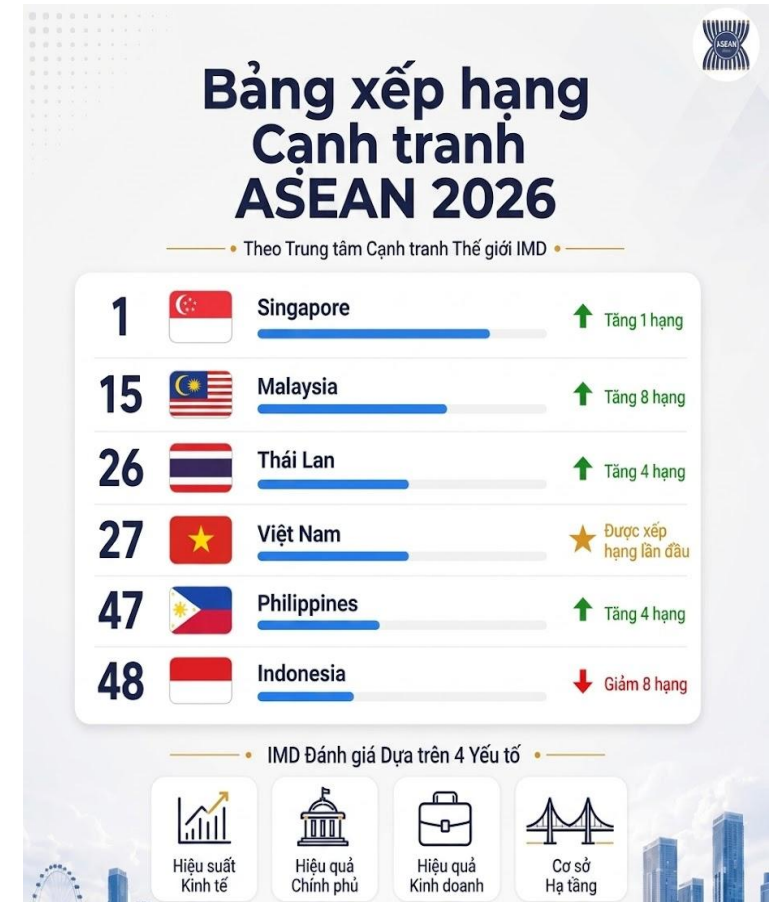 ASEAN
Bảng xếp hạng
Cạnh tranh
ASEAN 2026
Theo Trung tâm Cạnh tranh Thế giới IMD
1 Singapore Tăng 1 hạng
15 Malaysia Tăng 8 hạng
26 Thái Lan Tăng 4 hạng
27 Việt Nam Được xếp
hạng lần đầu
47 Philippines Tăng 4 hạng
48 Indonesia Giảm 8 hạng
IMD Đánh giá Dựa trên 4 Yếu tố
Hiệu suất
Kinh tế
Hiệu quả
Chính phủ
Hiệu quả
Kinh doanh
Cơ sở
Hạ tầng